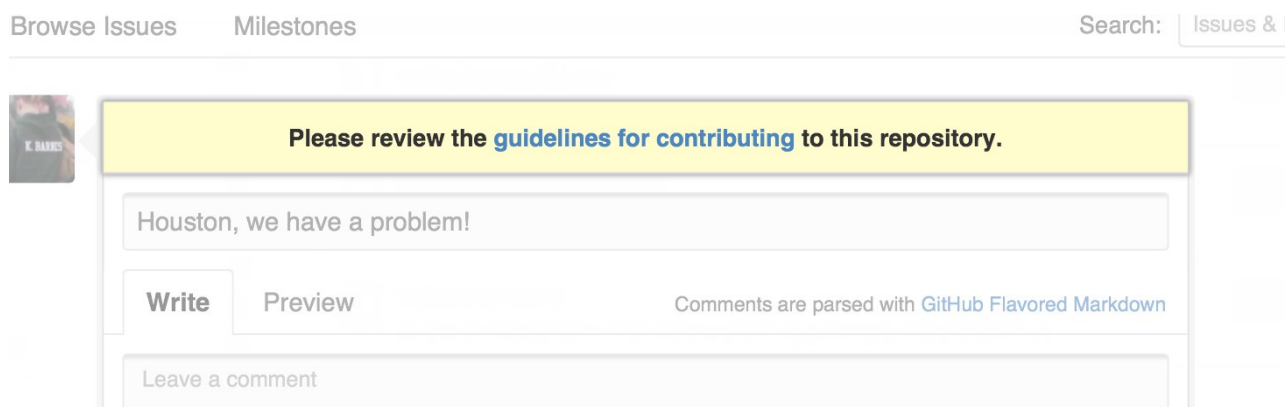 Browse Issues Milestones Search: Issues &
K. BARNES
Please review the guidelines for contributing to this repository.
Houston, we have a problem!
Write Preview Comments are parsed with GitHub Flavored Markdown
Leave a comment